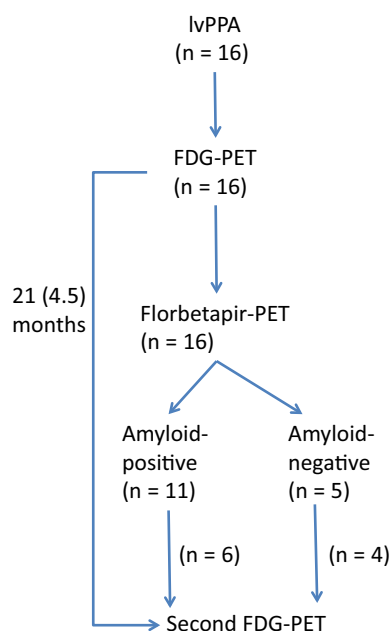 lvPPA
(n = 16)
FDG-PET
(n = 16)
21 (4.5)
months
Florbetapir-PET
(n = 16)
Amyloid-
positive
(n = 11)
Amyloid-
negative
(n = 5)
(n = 6)
(n = 4)
Second FDG-PET